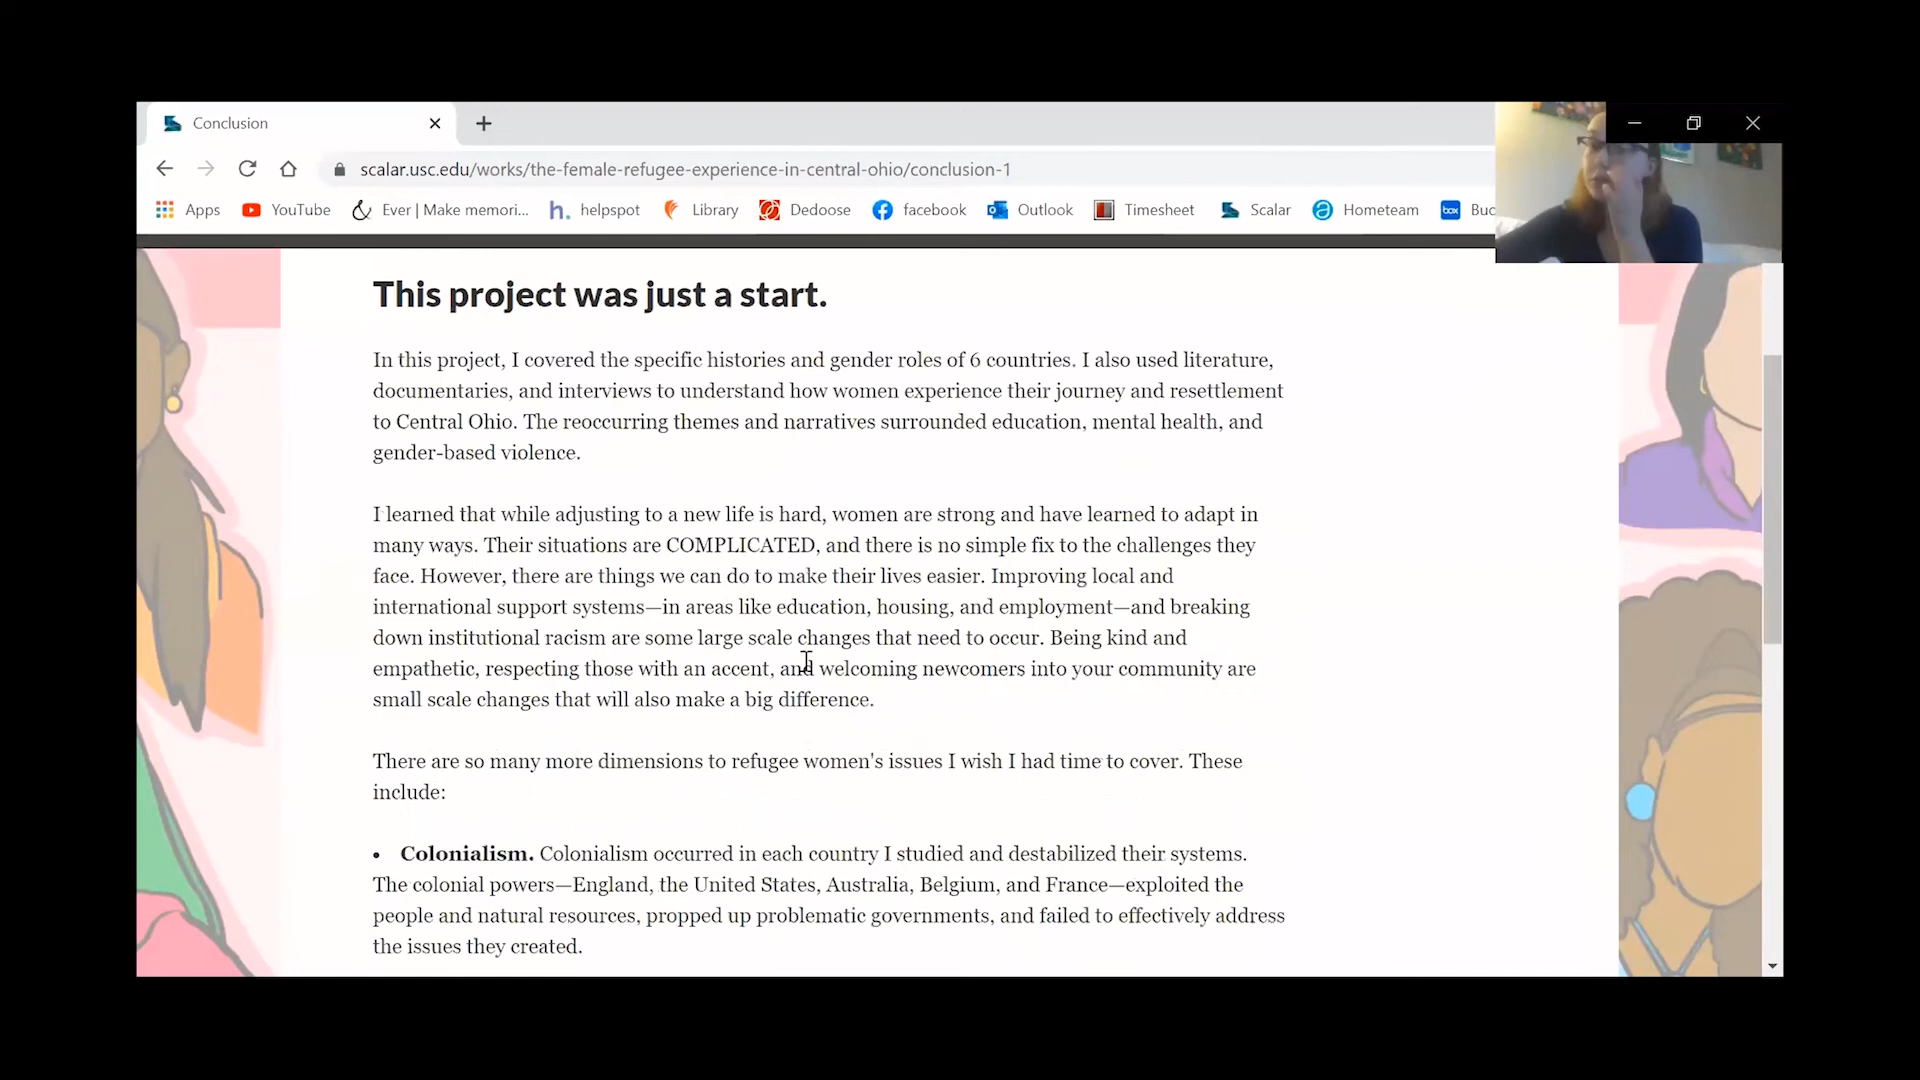 Conclusion
scalar.usc.edu/works/the-female-refugee-experience-in-central-ohio/conclusion-1
Apps YouTube Ever | Make memori... h. helpspot Library Dedoose facebook Outlook Timesheet Scalar Hometeam box Buc
This project was just a start.
In this project, I covered the specific histories and gender roles of 6 countries. I also used literature,
documentaries, and interviews to understand how women experience their journey and resettlement
to Central Ohio. The reoccurring themes and narratives surrounded education, mental health, and
gender-based violence.
I learned that while adjusting to a new life is hard, women are strong and have learned to adapt in
many ways. Their situations are COMPLICATED, and there is no simple fix to the challenges they
face. However, there are things we can do to make their lives easier. Improving local and
international support systems—in areas like education, housing, and employment—and breaking
down institutional racism are some large scale changes that need to occur. Being kind and
empathetic, respecting those with an accent, and welcoming newcomers into your community are
small scale changes that will also make a big difference.
There are so many more dimensions to refugee women's issues I wish I had time to cover. These
include:
• Colonialism. Colonialism occurred in each country I studied and destabilized their systems.
The colonial powers—England, the United States, Australia, Belgium, and France—exploited the
people and natural resources, propped up problematic governments, and failed to effectively address
the issues they created.